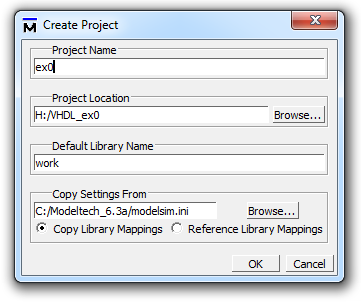 Create Project
Project Name
ex0
Project Location
H:/VHDL_ex0
Browse...
Default Library Name
work
Copy Settings From
C:/Modeltech_6.3a/modelsim.ini
Browse...
Copy Library Mappings
Reference Library Mappings
OK
Cancel